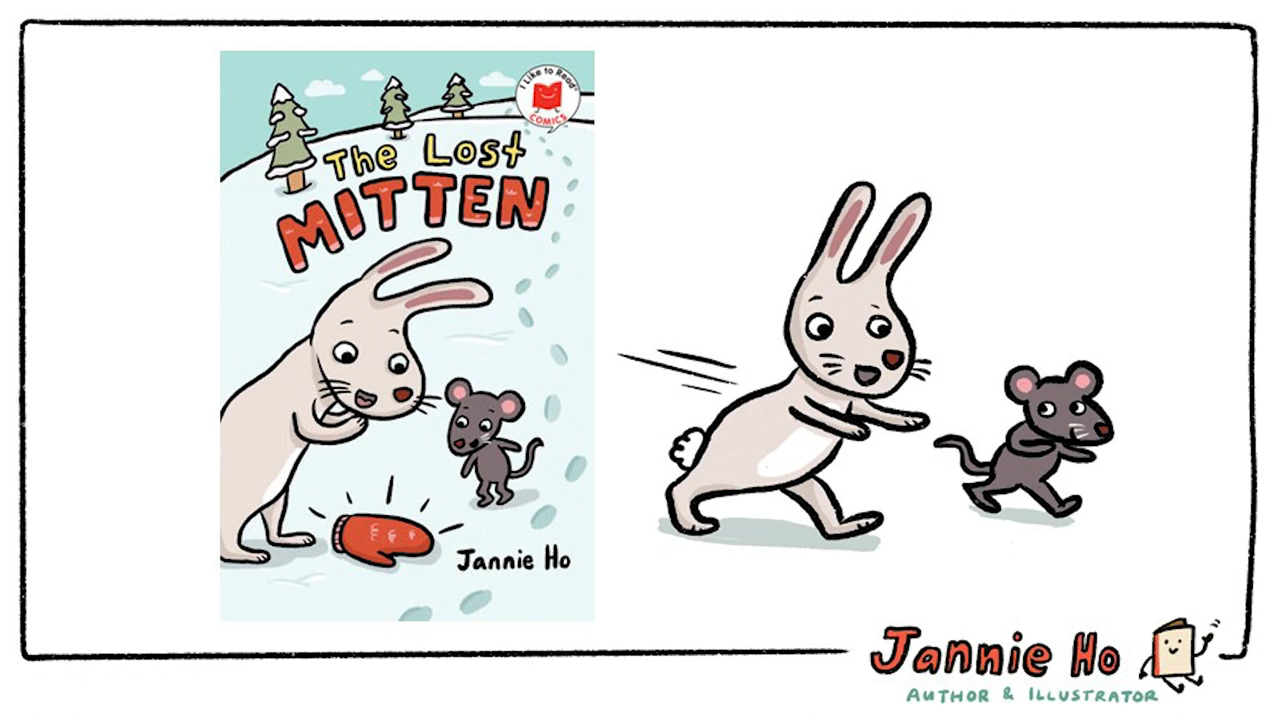 I Like to Read®
COMICS
The Lost
MITTEN
Jannie Ho
Jannie Ho
AUTHOR & ILLUSTRATOR